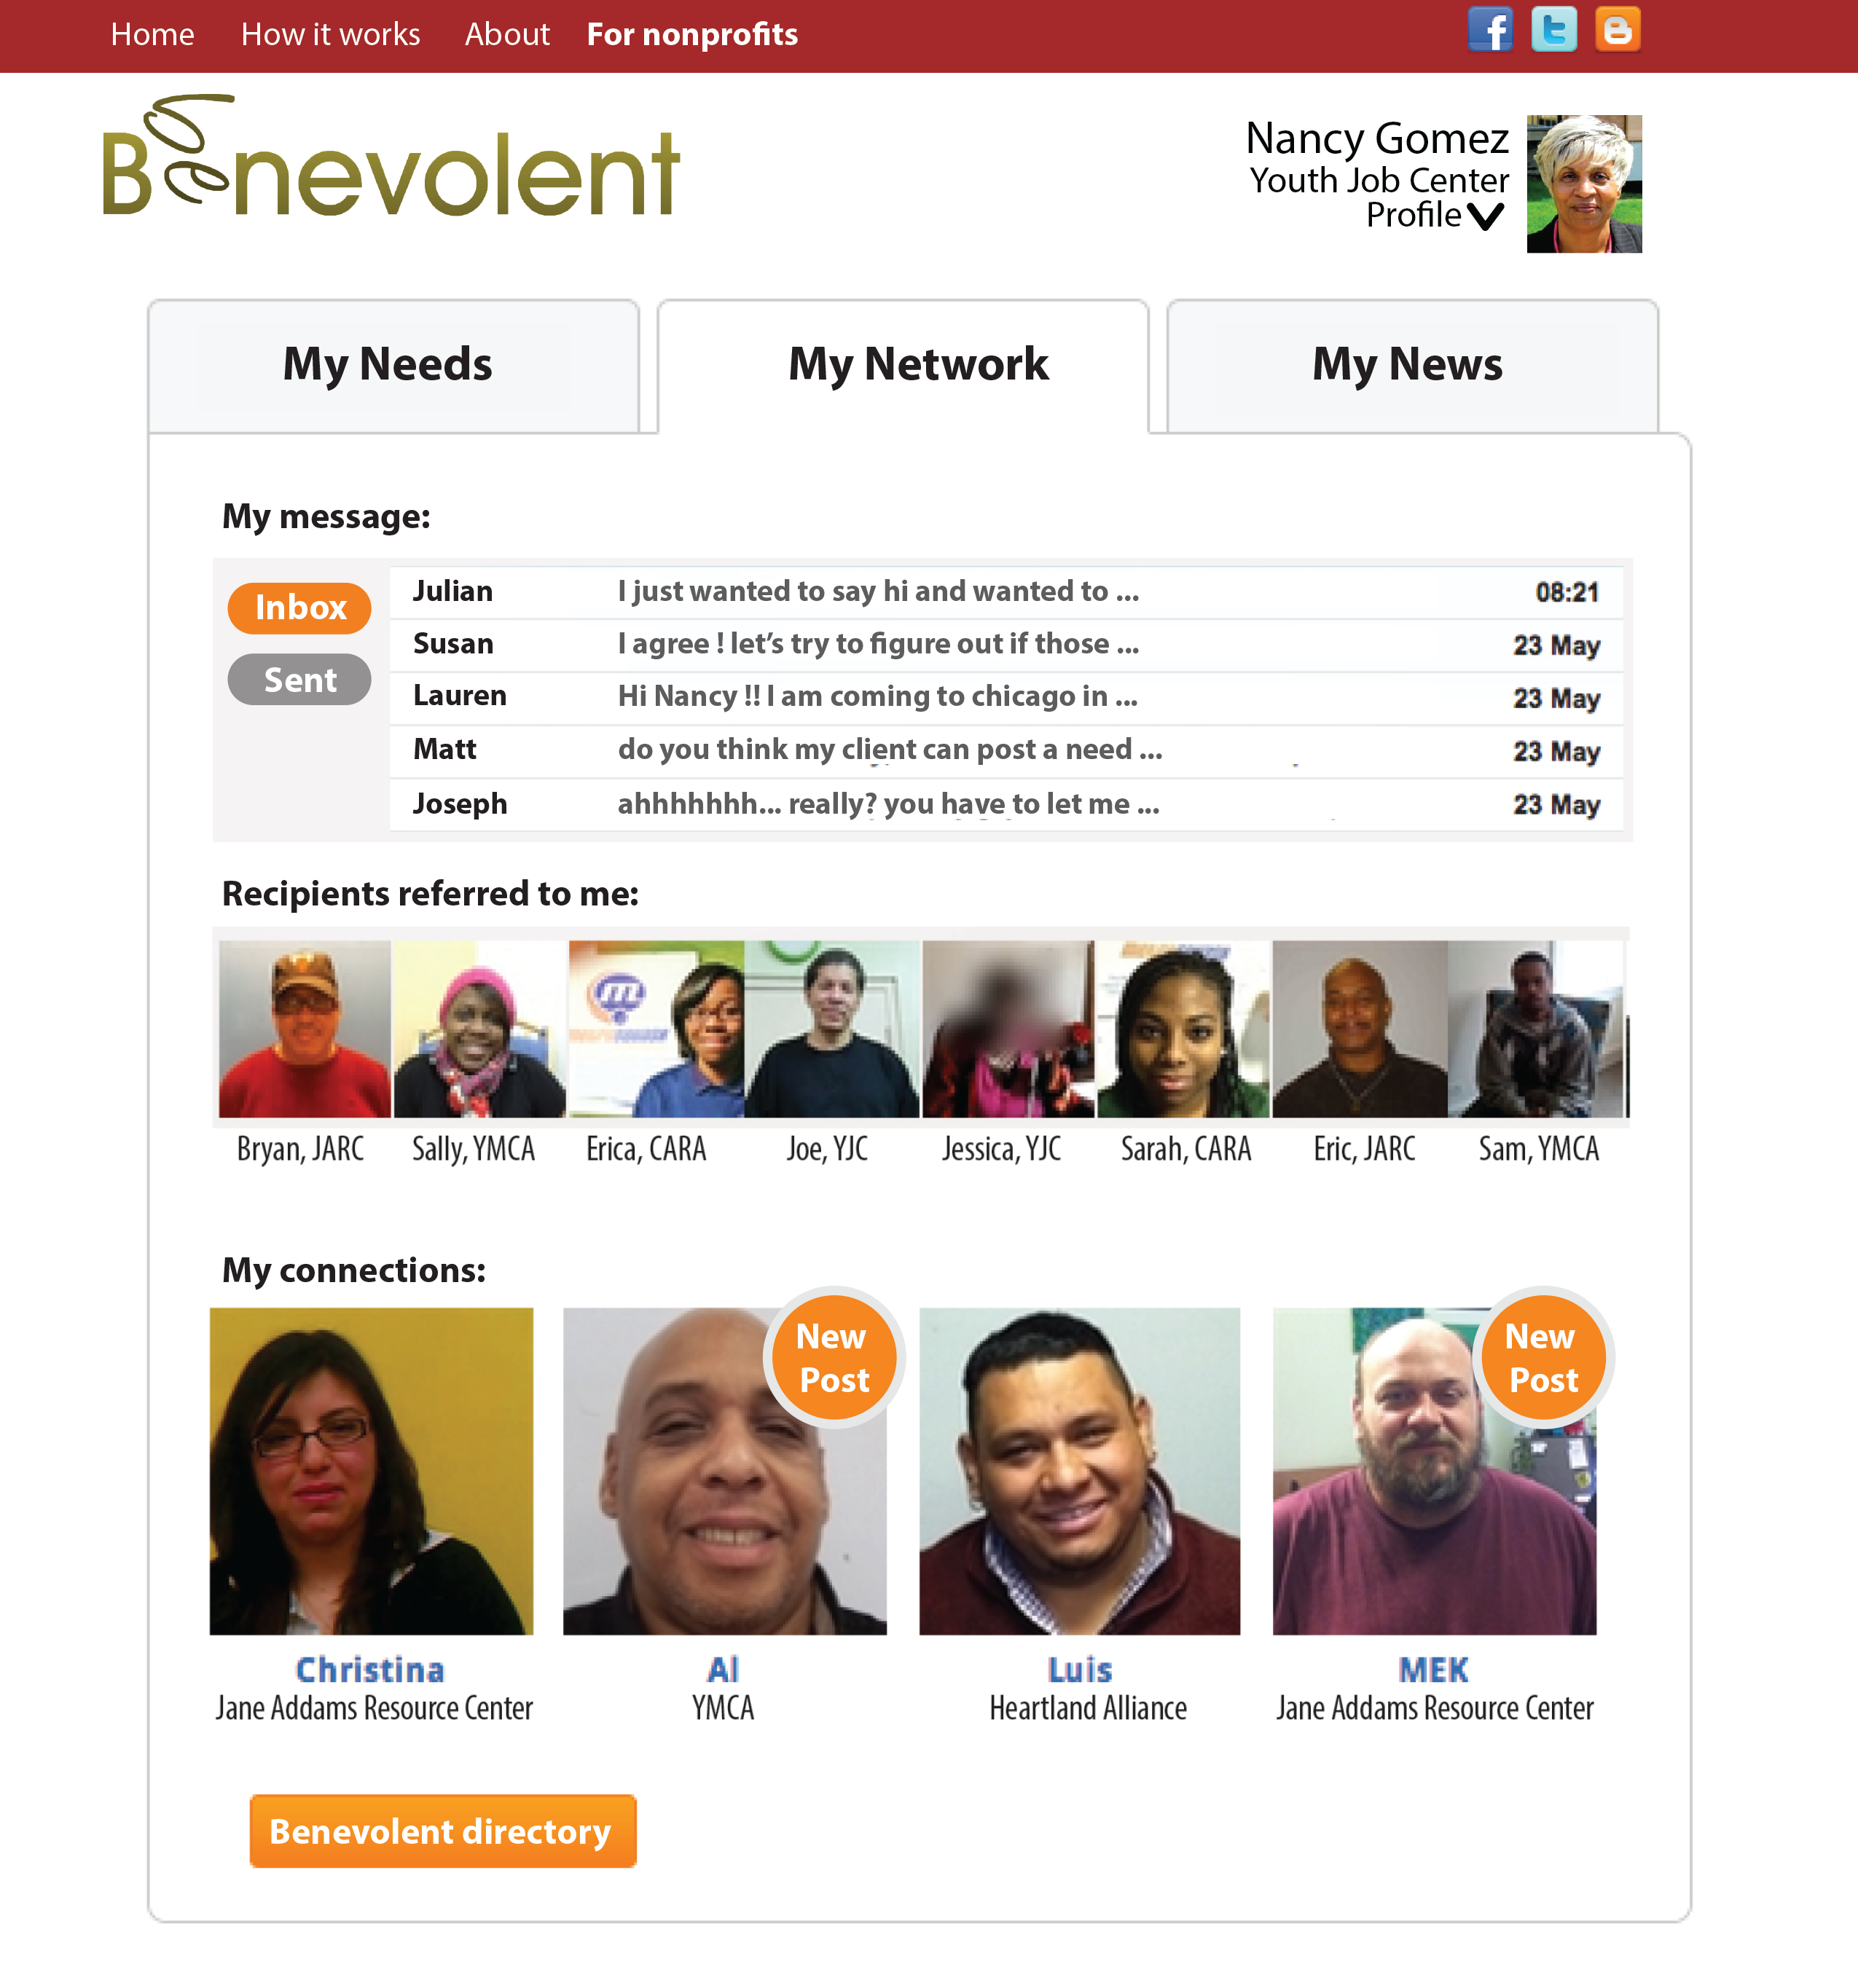 Home How it works About For nonprofits
Benevolent
Nancy Gomez
Youth Job Center
Profile
My Needs My Network My News
My message:
Inbox
Sent
Julian I just wanted to say hi and wanted to ... 08:21
Susan I agree ! let's try to figure out if those ... 23 May
Lauren Hi Nancy !! I am coming to chicago in ... 23 May
Matt do you think my client can post a need ... 23 May
Joseph ahhhhhhh... really? you have to let me ... 23 May
Recipients referred to me:
Bryan, JARC Sally, YMCA Erica, CARA Joe, YJC Jessica, YJC Sarah, CARA Eric, JARC Sam, YMCA
My connections:
New
Post
New
Post
Christina Al Luis MEK
Jane Addams Resource Center YMCA Heartland Alliance Jane Addams Resource Center
Benevolent directory